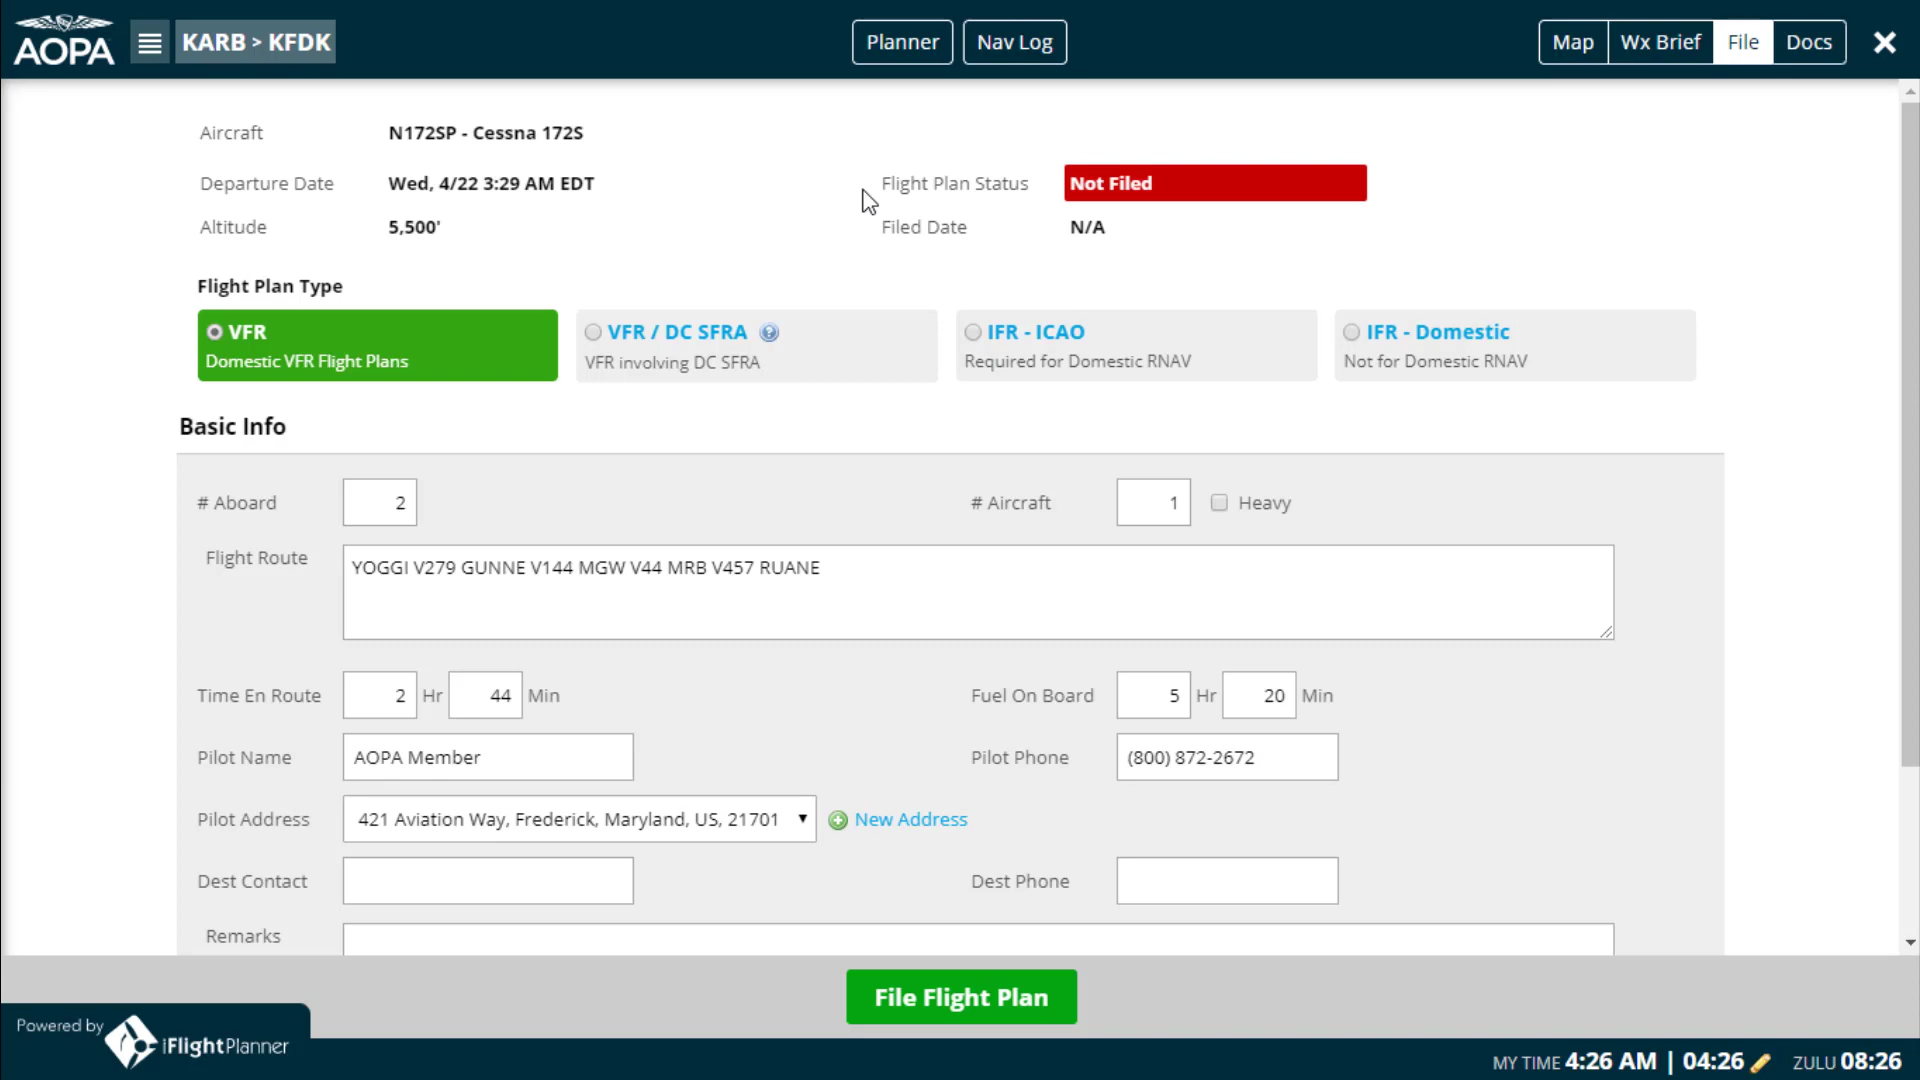 AOPA
KARB > KFDK
Planner
Nav Log
Map
Wx Brief
File
Docs
Aircraft
N172SP - Cessna 172S
Departure Date
Wed, 4/22 3:29 AM EDT
Flight Plan Status
Not Filed
Altitude
5,500'
Filed Date
N/A
Flight Plan Type
VFR
Domestic VFR Flight Plans
VFR / DC SFRA
VFR involving DC SFRA
IFR - ICAO
Required for Domestic RNAV
IFR - Domestic
Not for Domestic RNAV
Basic Info
# Aboard
2
# Aircraft
1
Heavy
Flight Route
YOGGI V279 GUNNE V144 MGW V44 MRB V457 RUANE
Time En Route
2 Hr 44 Min
Fuel On Board
5 Hr 20 Min
Pilot Name
AOPA Member
Pilot Phone
(800) 872-2672
Pilot Address
421 Aviation Way, Frederick, Maryland, US, 21701
New Address
Dest Contact
Dest Phone
Remarks
File Flight Plan
Powered by
iFlightPlanner
MY TIME 4:26 AM | 04:26
ZULU 08:26